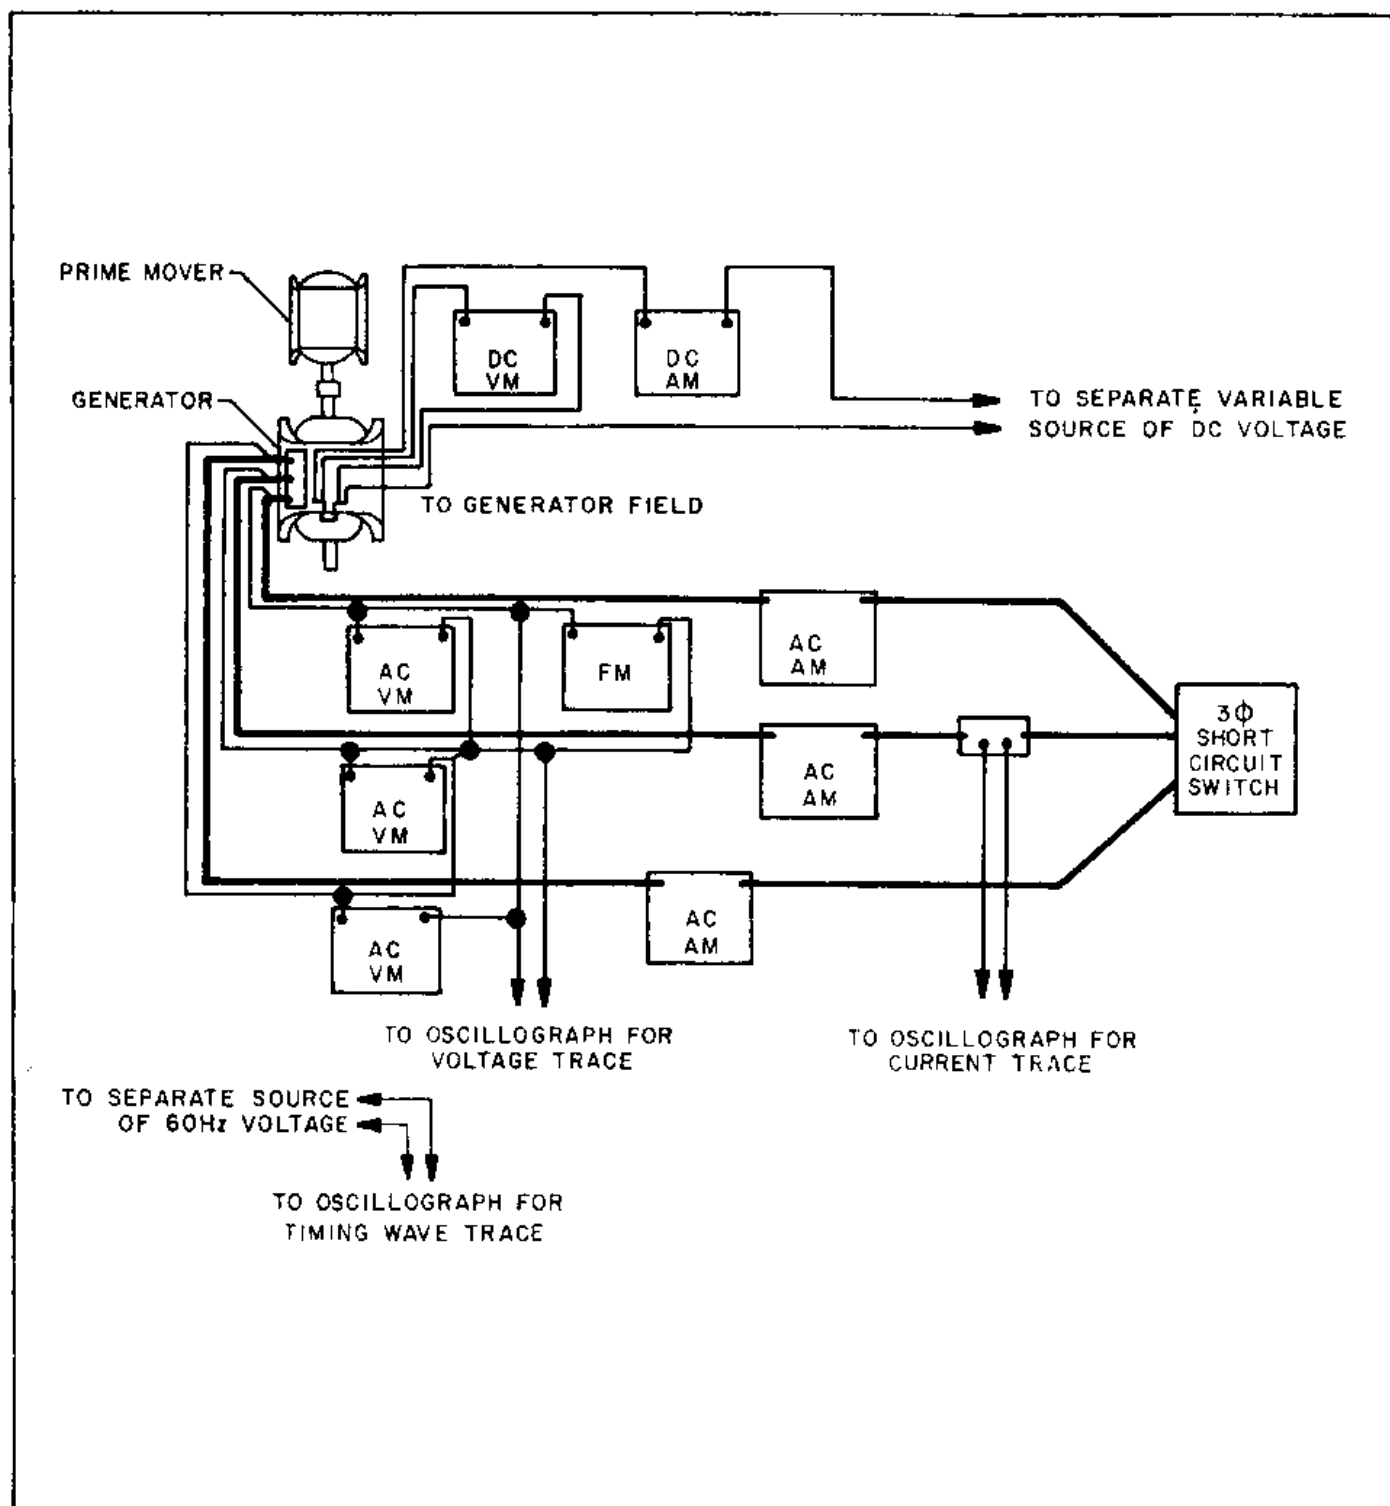 PRIME MOVER
DC
VM
DC
AM
GENERATOR
TO SEPARATE VARIABLE
SOURCE OF DC VOLTAGE
TO GENERATOR FIELD
AC
VM
FM
AC
AM
3Φ
SHORT
CIRCUIT
SWITCH
AC
VM
AC
AM
AC
VM
AC
AM
TO OSCILLOGRAPH FOR
VOLTAGE TRACE
TO OSCILLOGRAPH FOR
CURRENT TRACE
TO SEPARATE SOURCE
OF 60Hz VOLTAGE
TO OSCILLOGRAPH FOR
TIMING WAVE TRACE